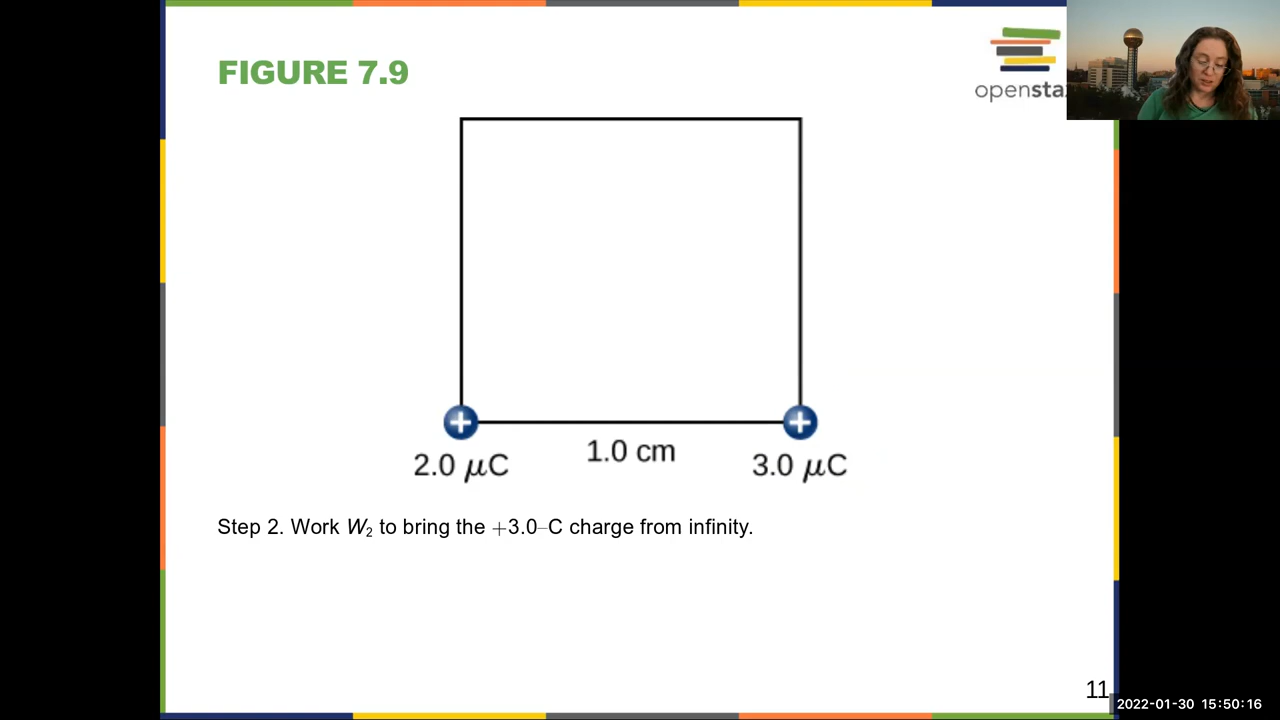 FIGURE 7.9
opensta
1.0 cm
2.0 μC
3.0 μC
Step 2. Work W₂ to bring the +3.0–C charge from infinity.
11
2022-01-30 15:50:16